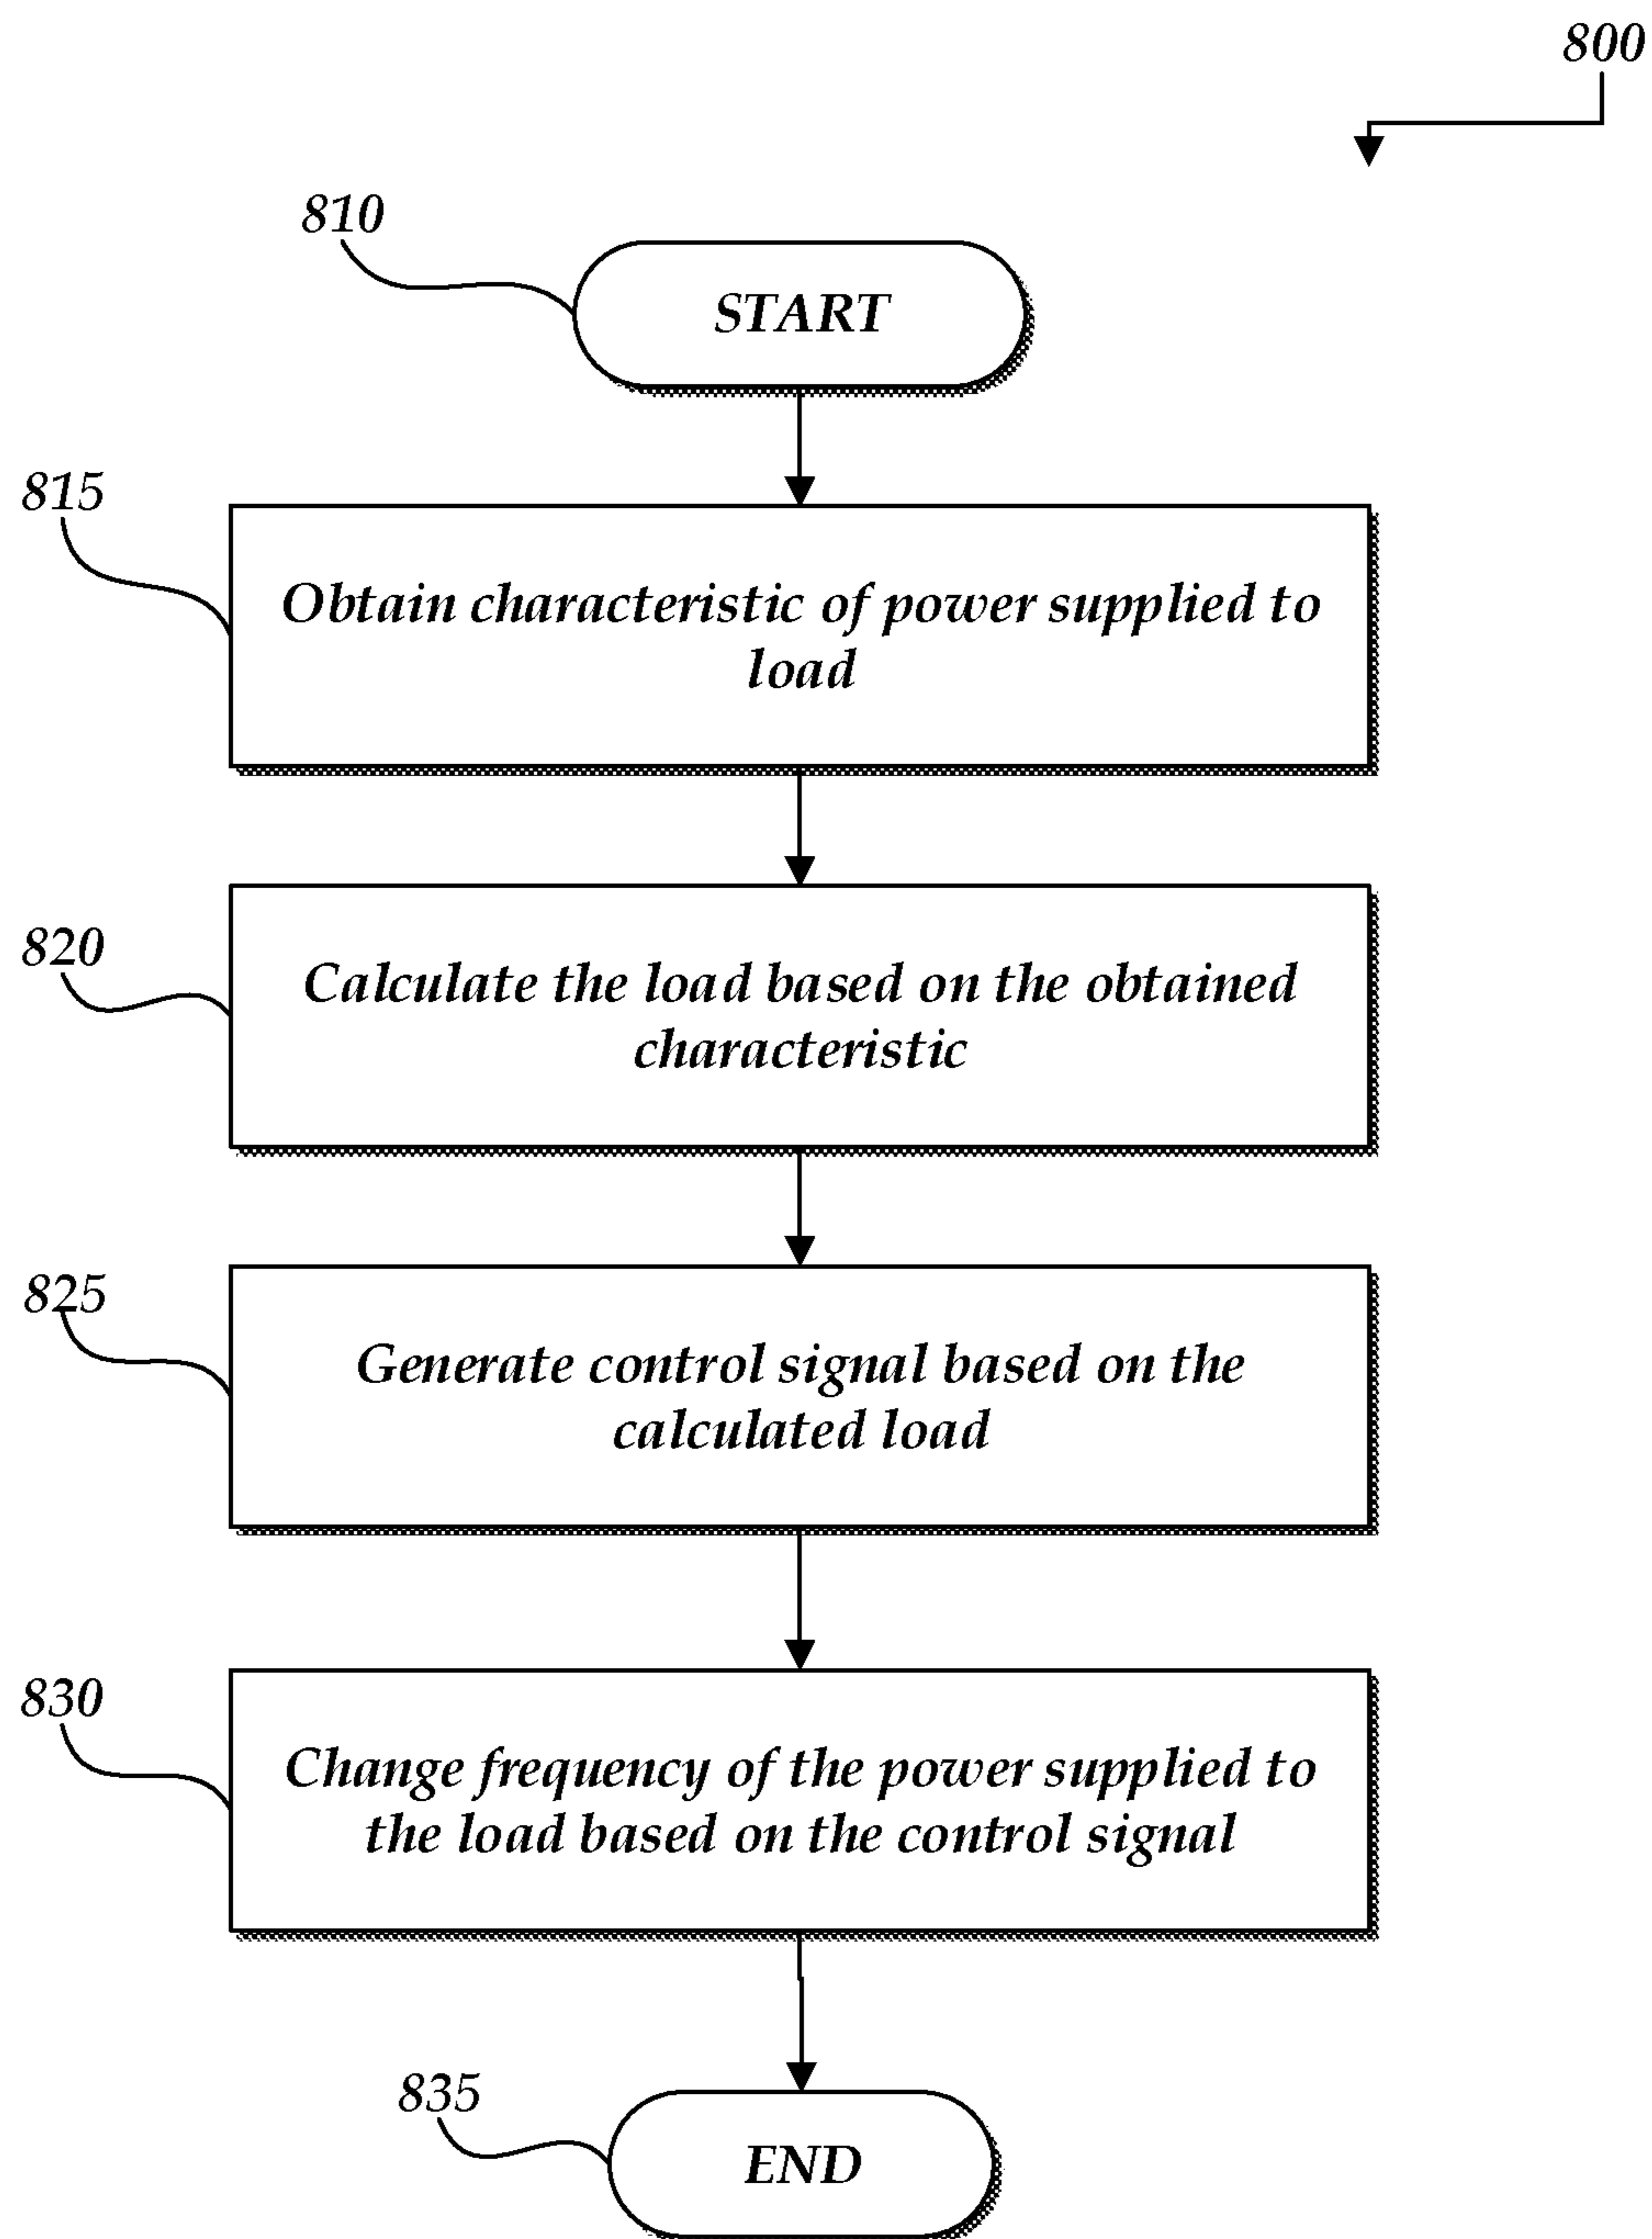 800
810
START
815
Obtain characteristic of power supplied to
load
820
Calculate the load based on the obtained
characteristic
825
Generate control signal based on the
calculated load
830
Change frequency of the power supplied to
the load based on the control signal
835
END